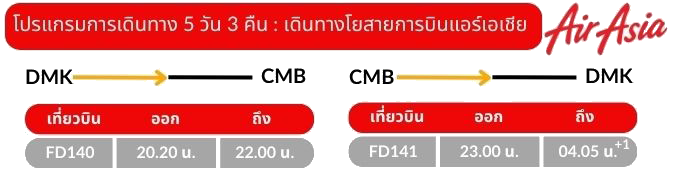 โปรแกรมการเดินทาง 5 วัน 3 คืน : เดินทางโยสายการบินแอร์เอเชีย
AirAsia
DMK CMB
เที่ยวบิน ออก ถึง
FD140 20.20 น. 22.00 น.
CMB DMK
เที่ยวบิน ออก ถึง
FD141 23.00 น. 04.05 น.+1